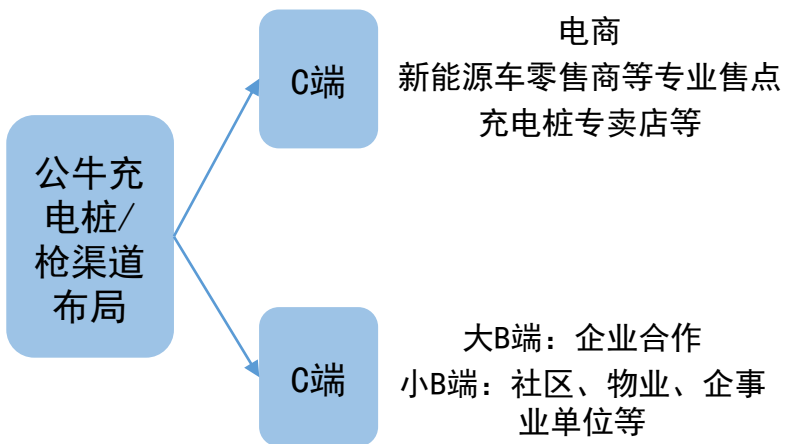 公牛充
电桩/
枪渠道
布局
C端
电商
新能源车零售商等专业售点
充电桩专卖店等
C端
大B端：企业合作
小B端：社区、物业、企事
业单位等